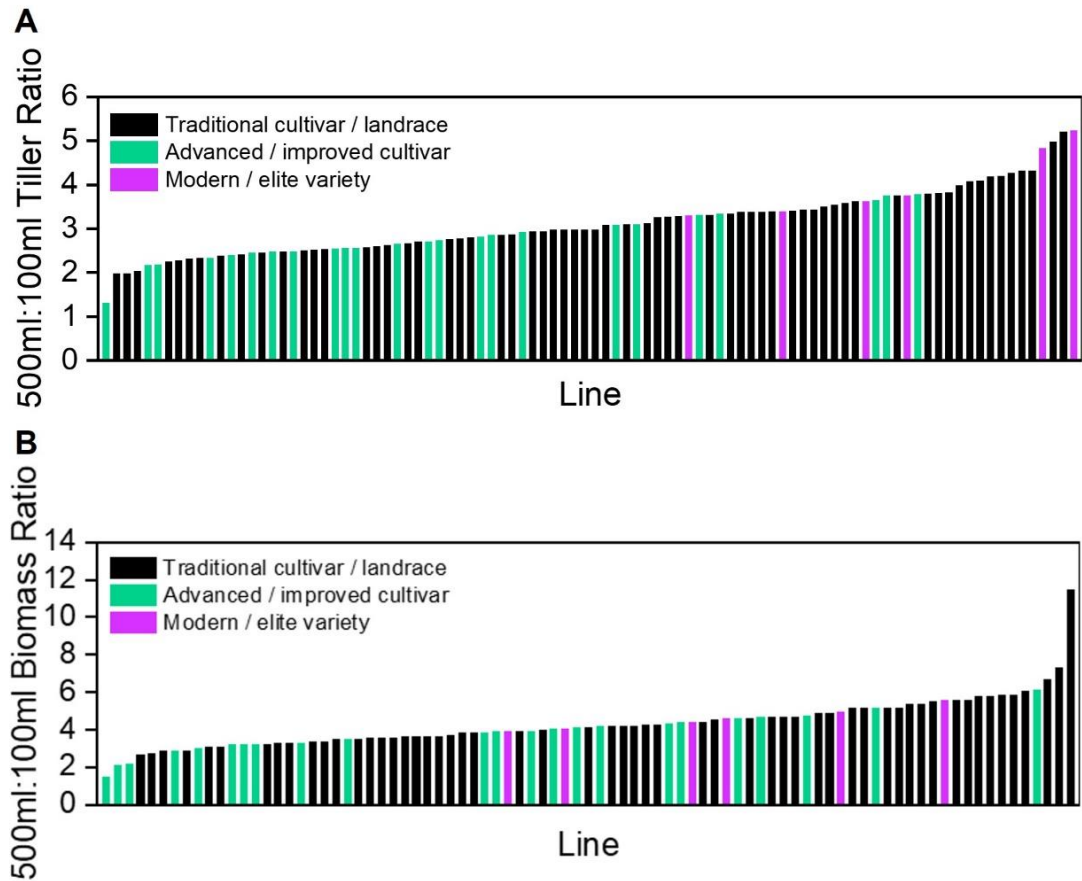 A
500ml:100ml Tiller Ratio
6
5
4
3
2
1
0
Traditional cultivar / landrace
Advanced / improved cultivar
Modern / elite variety
Line
B
500ml:100ml Biomass Ratio
14
12
10
8
6
4
2
0
Traditional cultivar / landrace
Advanced / improved cultivar
Modern / elite variety
Line